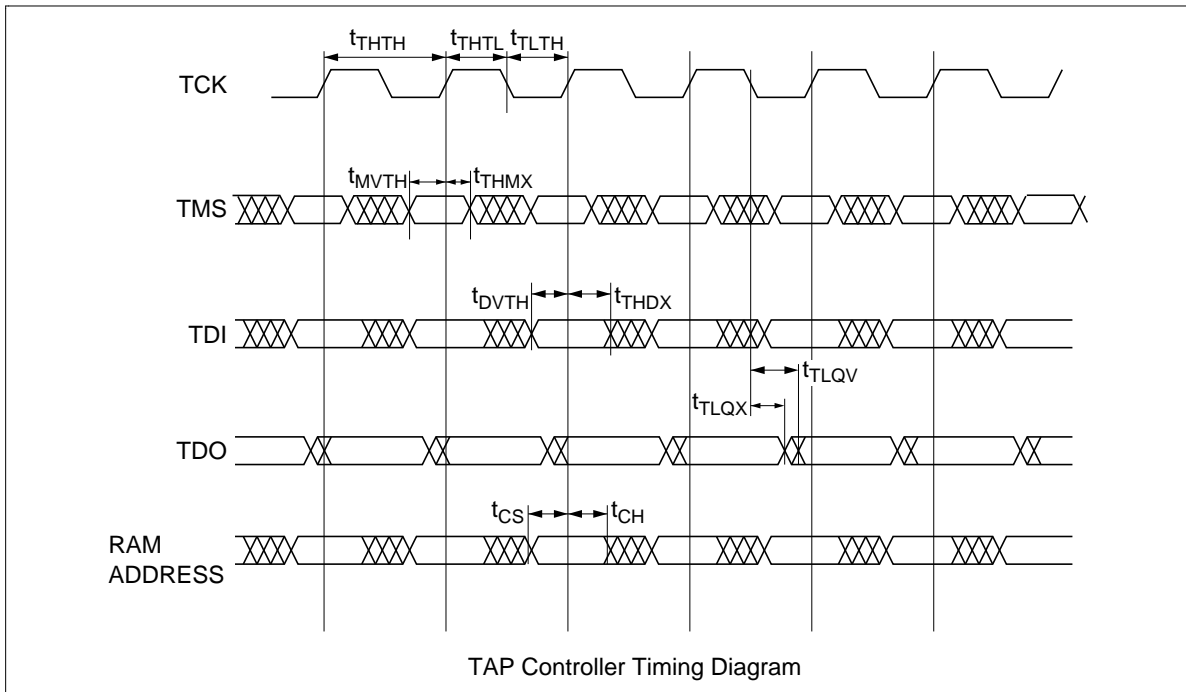 tTHTH tTHTL tTLTH
TCK
tMVTH tTHMX
TMS
tDVTH tTHDX
TDI
tTLQV
tTLQX
TDO
tCS tCH
RAM
ADDRESS
TAP Controller Timing Diagram